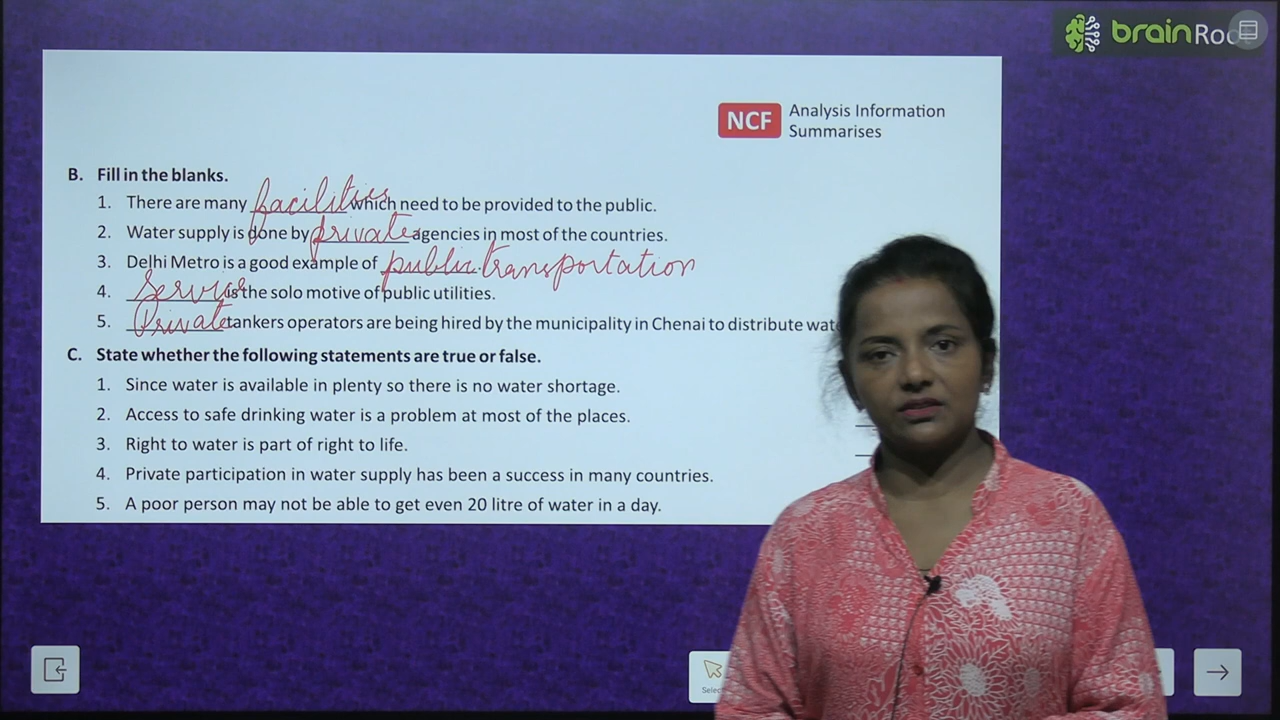 brainRoot
NCF Analysis Information
Summarises
B. Fill in the blanks.
1. There are many facilities which need to be provided to the public.
2. Water supply is done by private agencies in most of the countries.
3. Delhi Metro is a good example of public transportation
4. Service is the solo motive of public utilities.
5. Private tankers operators are being hired by the municipality in Chenai to distribute wate
C. State whether the following statements are true or false.
1. Since water is available in plenty so there is no water shortage.
2. Access to safe drinking water is a problem at most of the places.
3. Right to water is part of right to life.
4. Private participation in water supply has been a success in many countries.
5. A poor person may not be able to get even 20 litre of water in a day.
Select